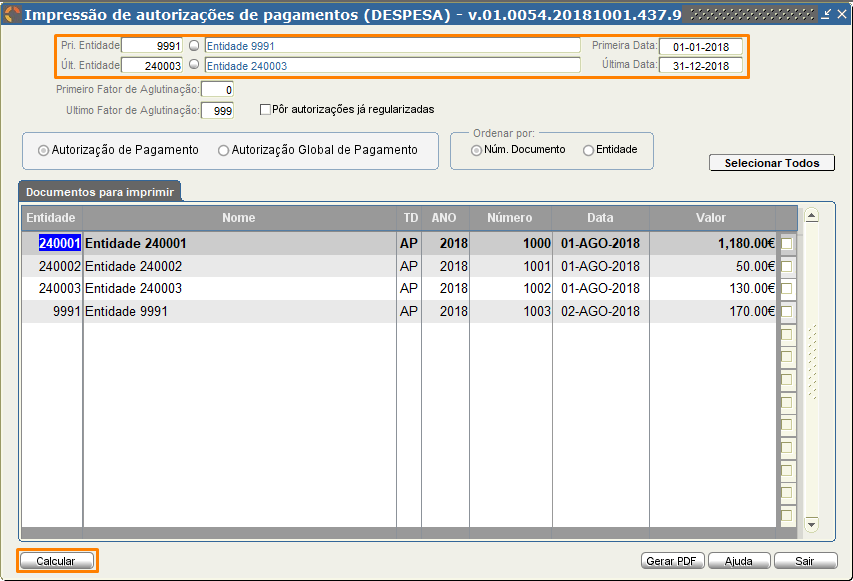 Impressão de autorizações de pagamentos (DESPESA) - v.01.0054.20181001.437.9
Pri. Entidade 9991 Entidade 9991 Primeira Data: 01-01-2018
Últ. Entidade 240003 Entidade 240003 Última Data: 31-12-2018
Primeiro Fator de Aglutinação: 0
Ultimo Fator de Aglutinação: 999 Pôr autorizações já regularizadas
Ordenar por:
Autorização de Pagamento Autorização Global de Pagamento Núm. Documento Entidade
Selecionar Todos
Documentos para imprimir
Entidade Nome TD ANO Número Data Valor
240001 Entidade 240001 AP 2018 1000 01-AGO-2018 1,180.00€
240002 Entidade 240002 AP 2018 1001 01-AGO-2018 50.00€
240003 Entidade 240003 AP 2018 1002 01-AGO-2018 130.00€
9991 Entidade 9991 AP 2018 1003 02-AGO-2018 170.00€
Calcular Gerar PDF Ajuda Sair